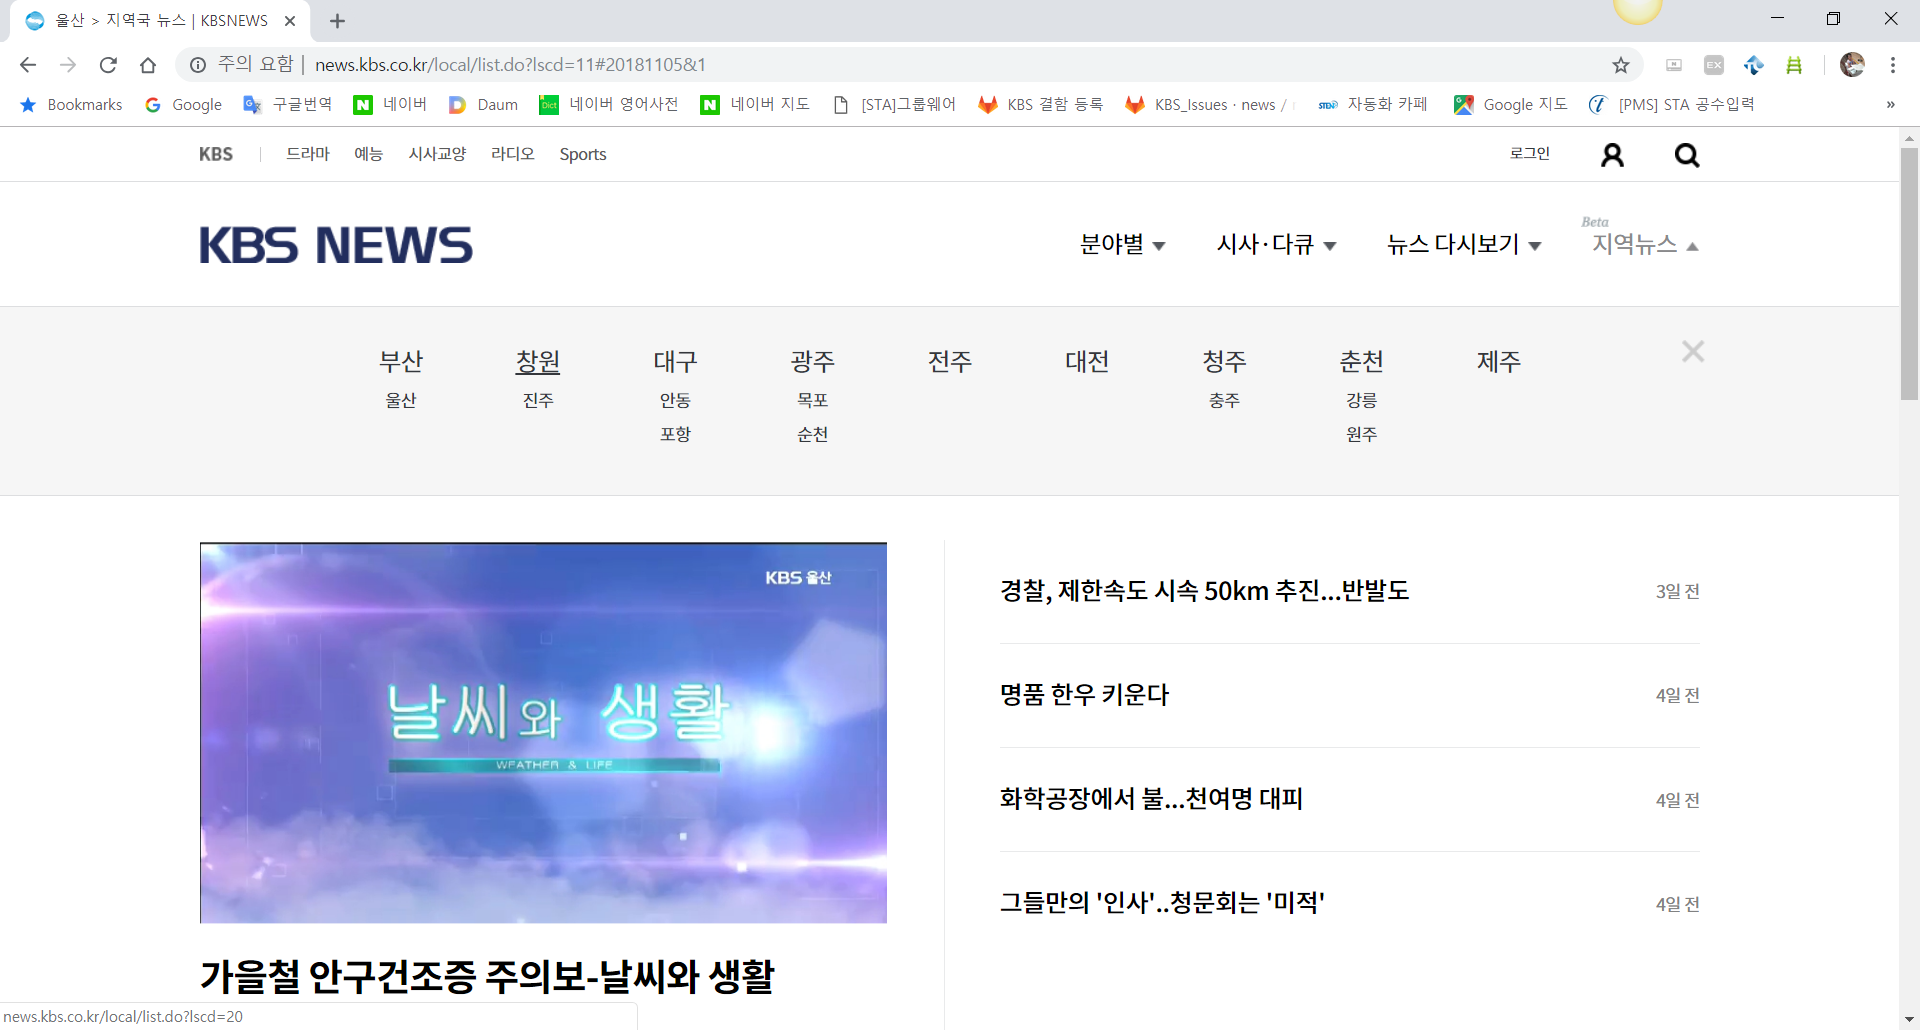 울산 > 지역국 뉴스 | KBSNEWS
주의 요함 | news.kbs.co.kr/local/list.do?lscd=11#20181105&1
Bookmarks Google 구글번역 네이버 Daum 네이버 영어사전 네이버 지도 [STA]그룹웨어 KBS 결함 등록 KBS_Issues · news / 자동화 카페 Google 지도 [PMS] STA 공수입력 »
KBS 드라마 예능 시사교양 라디오 Sports 로그인
Beta
KBS NEWS 분야별 시사·다큐 뉴스 다시보기 지역뉴스
부산 창원 대구 광주 전주 대전 청주 춘천 제주
울산 진주 안동 목포 충주 강릉
포항 순천 원주
KBS 울산
날씨와 생활
WEATHER & LIFE
가을철 안구건조증 주의보-날씨와 생활
경찰, 제한속도 시속 50km 추진...반발도 3일 전
명품 한우 키운다 4일 전
화학공장에서 불...천여명 대피 4일 전
그들만의 '인사'..청문회는 '미적' 4일 전
news.kbs.co.kr/local/list.do?lscd=20